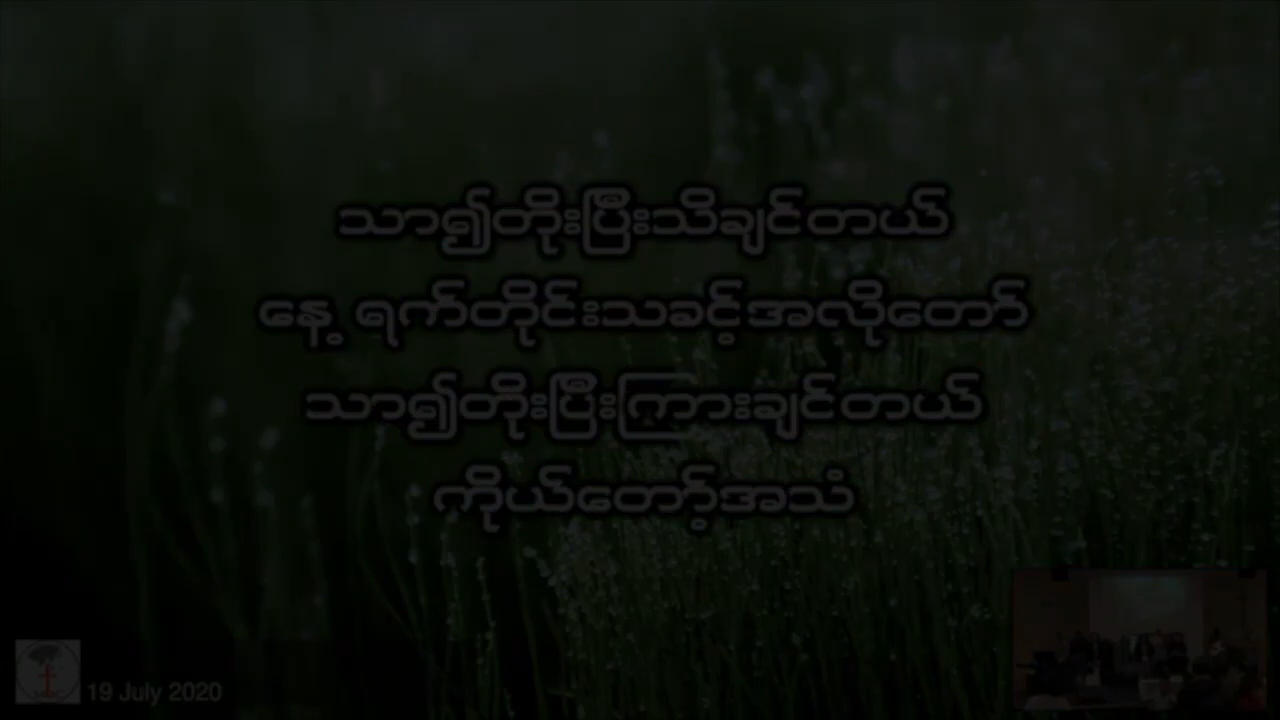 သာ၍တိုးပြီးသိချင်တယ်
နေ့ ရက်တိုင်းသခင့်အလိုတော်
သာ၍တိုးပြီးကြားချင်တယ်
ကိုယ်တော့်အသံ
19 July 2020